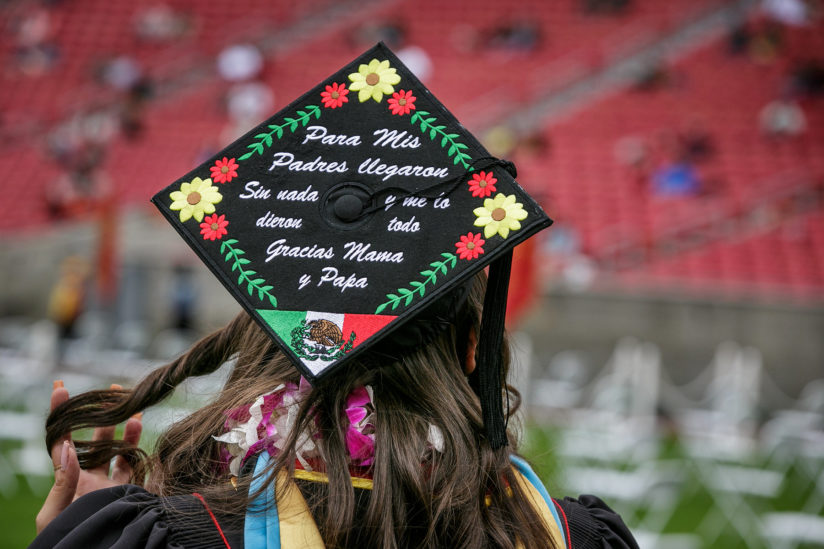 Para Mis
Padres llegaron
Sin nada y me lo
dieron todo
Gracias Mama
y Papa